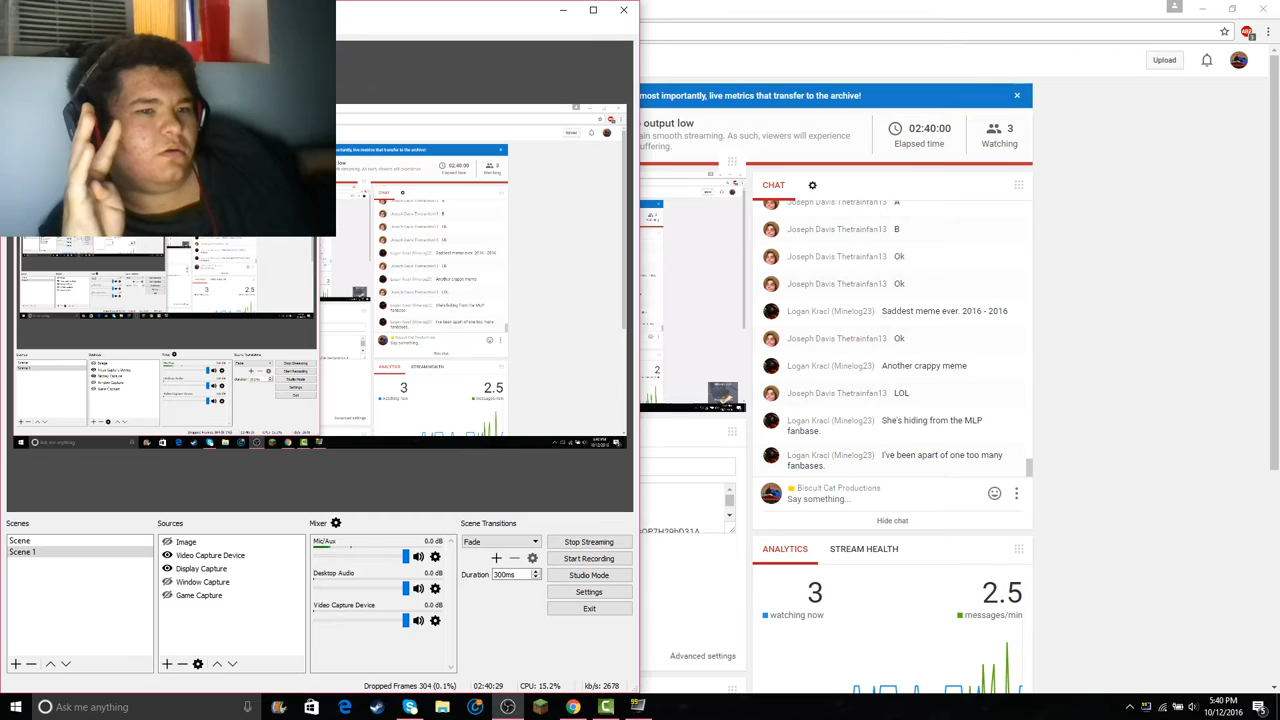 Upload
most importantly, live metrics that transfer to the archive!
output low
ain smooth streaming. As such, viewers will experience
uffering.
02:40:00
Elapsed time
3
Watching
CHAT
Joseph Davis Thetrainfan13 A
Joseph Davis Thetrainfan13 B
Joseph Davis Thetrainfan13 Ok
Joseph Davis Thetrainfan13 Ok
Logan Kracl (Minelog23) Saddest meme ever. 2016 - 2016
Joseph Davis Thetrainfan13 Ok
Logan Kracl (Minelog23) Another crappy meme
Joseph Davis Thetrainfan13 LOL
Logan Kracl (Minelog23) She's hiding from the MLP
fanbase.
Logan Kracl (Minelog23) I've been apart of one too many
fanbases.
Biscuit Cat Productions
Say something...
Hide chat
ANALYTICS STREAM HEALTH
3
watching now
2.5
messages/min
Advanced settings
Scenes
Scene
Scene 1
Sources
Image
Video Capture Device
Display Capture
Window Capture
Game Capture
Mixer
Mic/Aux 0.0 dB
Desktop Audio 0.0 dB
Video Capture Device 0.0 dB
Scene Transitions
Fade
Duration 300ms
Stop Streaming
Start Recording
Studio Mode
Settings
Exit
Dropped Frames 304 (0.1%) 02:40:29 CPU: 15.2% kb/s: 2678
Ask me anything
5:40 PM
10/12/2016